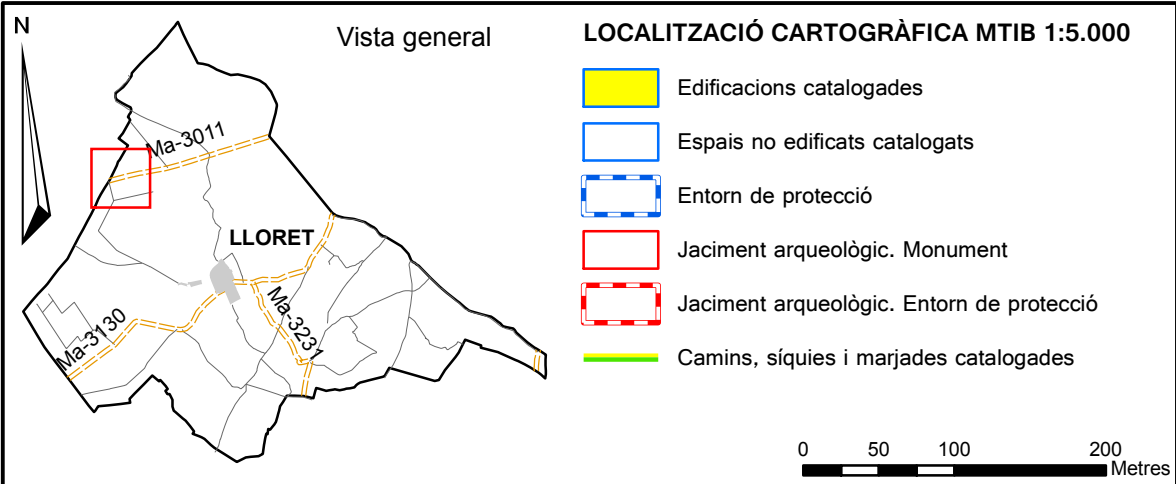 N
Vista general
Ma-3011
LLORET
Ma-3130
Ma-3231
LOCALITZACIÓ CARTOGRÀFICA MTIB 1:5.000
Edificacions catalogades
Espais no edificats catalogats
Entorn de protecció
Jaciment arqueològic. Monument
Jaciment arqueològic. Entorn de protecció
Camins, síquies i marjades catalogades
0 50 100 200
Metres